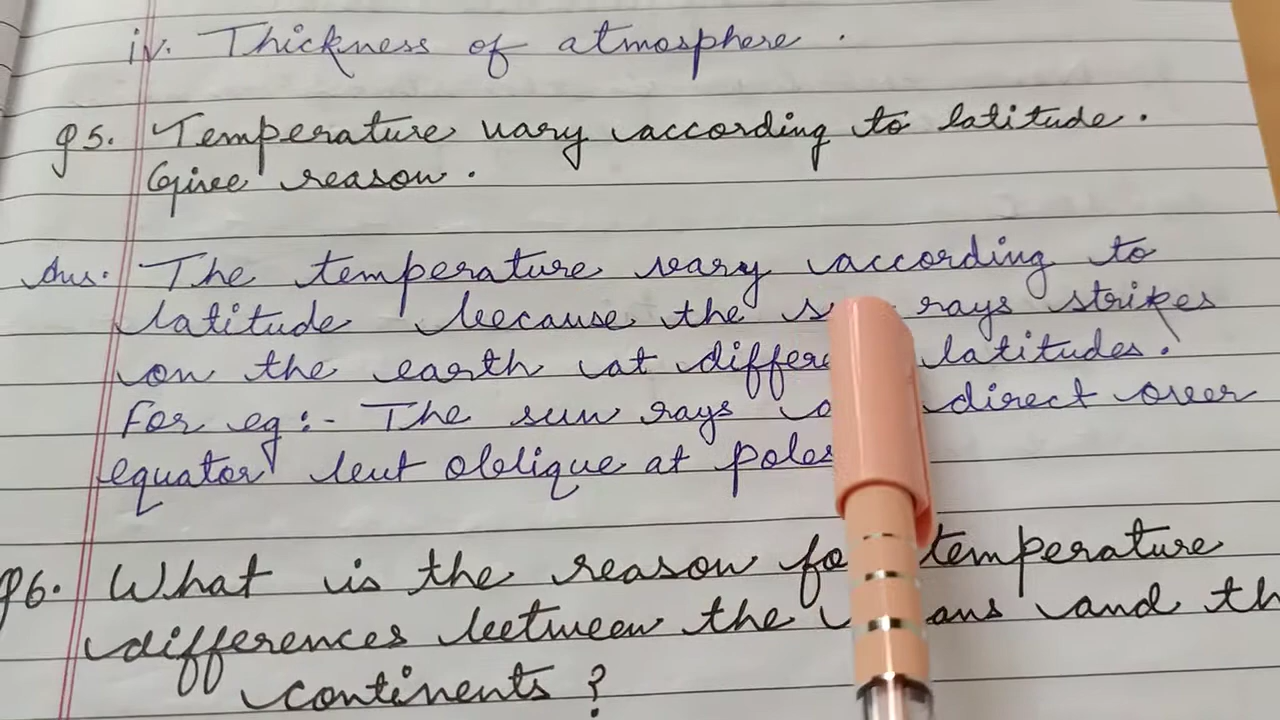 iv. Thickness of atmosphere.
Q5. Temperature vary according to latitude.
Give reason.
Ans. The temperature vary according to
latitude because the rays strikes
on the earth at latitudes.
For eg:- The sun rays direct over
equator but oblique at poles
Q6. What is the reason temperature
differences between the and
continents?